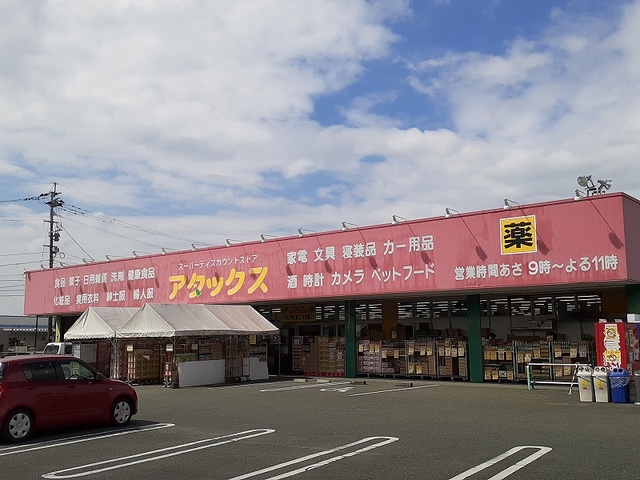 食品 菓子 日用雑貨 洗剤 健康食品
化粧品 実用衣料 紳士服 婦人服
スーパーディスカウントストア
アタックス
家電 文具 寝装品 カー用品
酒 時計 カメラ ペットフード
薬
営業時間あさ9時～よる11時